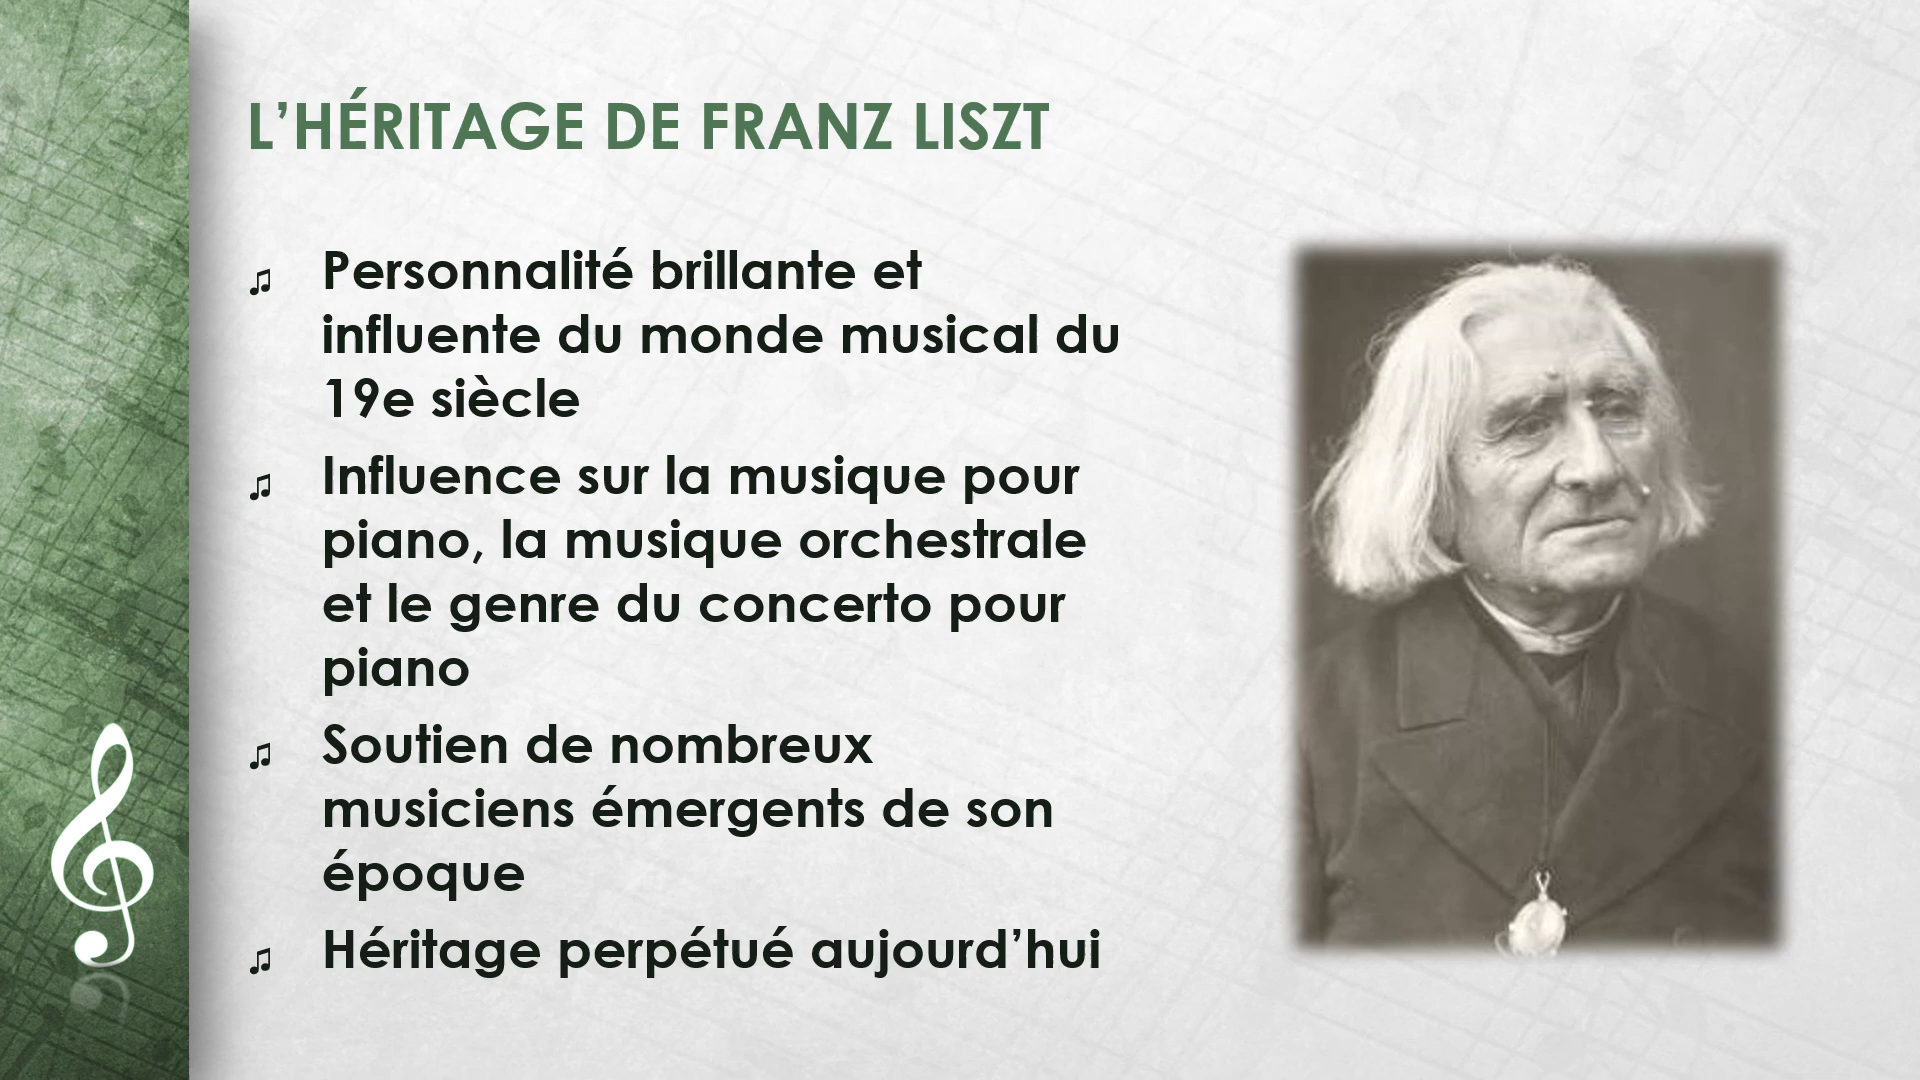 L’HÉRITAGE DE FRANZ LISZT
♫ Personnalité brillante et
influente du monde musical du
19e siècle
♫ Influence sur la musique pour
piano, la musique orchestrale
et le genre du concerto pour
piano
♫ Soutien de nombreux
musiciens émergents de son
époque
♫ Héritage perpétué aujourd’hui